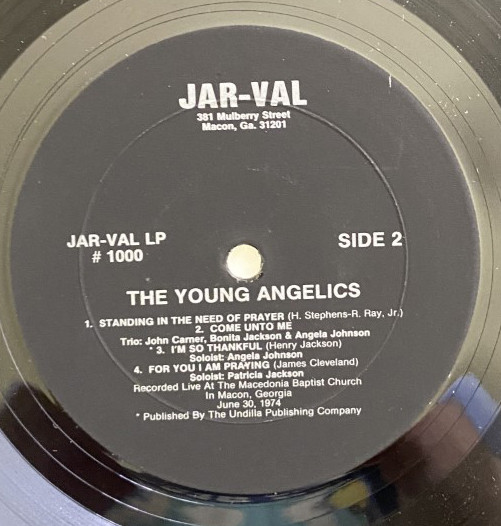 JAR-VAL
381 Mulberry Street
Macon, Ga. 31201
JAR-VAL LP
# 1000
SIDE 2
THE YOUNG ANGELICS
1. STANDING IN THE NEED OF PRAYER (H. Stephens-R. Ray, Jr.)
2. COME UNTO ME
Trio: John Carner, Bonita Jackson & Angela Johnson
* 3. I'M SO THANKFUL (Henry Jackson)
Soloist: Angela Johnson
4. FOR YOU I AM PRAYING (James Cleveland)
Soloist: Patricia Jackson
Recorded Live At The Macedonia Baptist Church
In Macon, Georgia
June 30, 1974
* Published By The Undilla Publishing Company